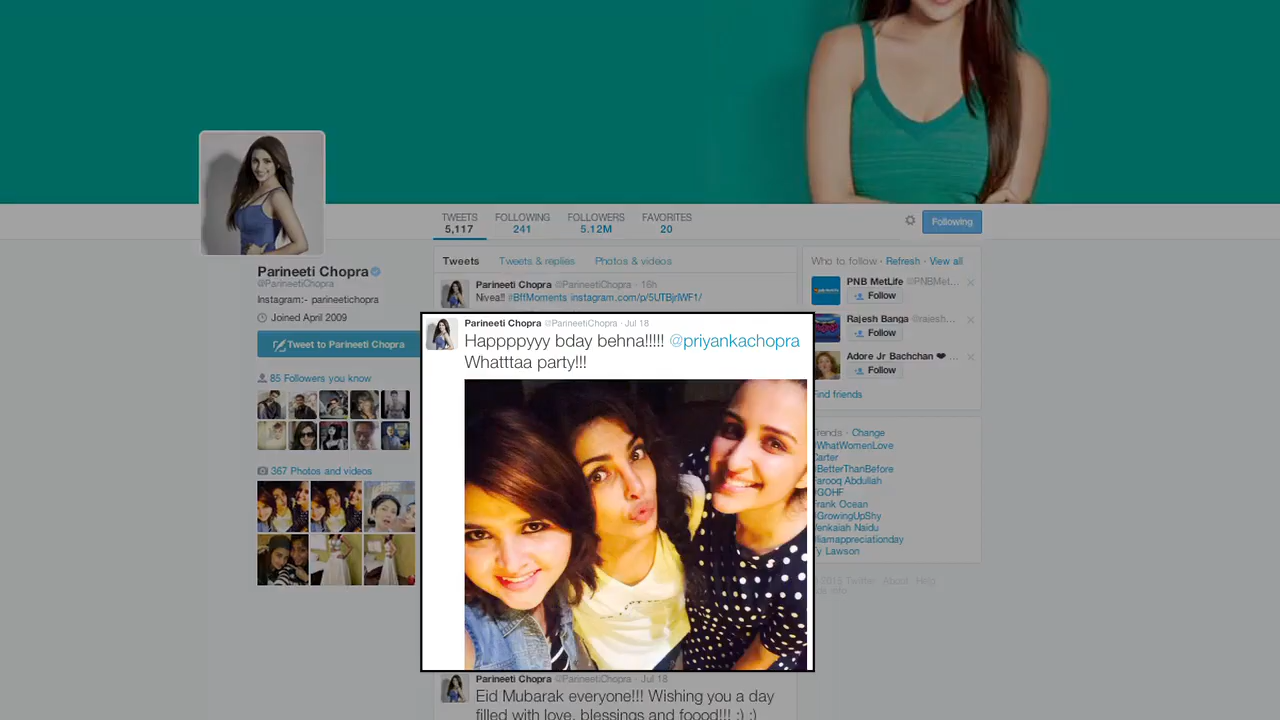 TWEETS FOLLOWING FOLLOWERS FAVORITES
5,117 241 5.12M 20
Following
Parineeti Chopra
@ParineetiChopra
Instagram:- parineetichopra
Joined April 2009
Tweet to Parineeti Chopra
85 Followers you know
367 Photos and videos
Tweets Tweets & replies Photos & videos
Parineeti Chopra @ParineetiChopra · 16h
Nivea!! #BffMoments instagram.com/p/5UTBjrlWF1/
Parineeti Chopra @ParineetiChopra · Jul 18
Happppyyy bday behna!!!!! @priyankachopra
Whatttaa party!!!
Parineeti Chopra @ParineetiChopra · Jul 18
Eid Mubarak everyone!!! Wishing you a day
filled with love, blessings and foood!!! :) :)
Who to follow · Refresh · View all
PNB MetLife @PNBMet...
Follow
Rajesh Banga @rajesh...
Follow
Adore Jr Bachchan ❤ ...
Follow
Find friends
Trends · Change
#WhatWomenLove
Carter
#BetterThanBefore
Farooq Abdullah
#GOHF
Frank Ocean
#GrowingUpShy
Venkaiah Naidu
#liamappreciationday
Ty Lawson
2015 Twitter About Help
info